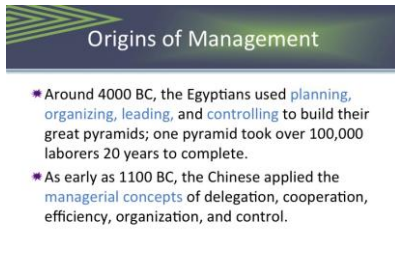 Origins of Management
Around 4000 BC, the Egyptians used planning,
organizing, leading, and controlling to build their
great pyramids; one pyramid took over 100,000
laborers 20 years to complete.
As early as 1100 BC, the Chinese applied the
managerial concepts of delegation, cooperation,
efficiency, organization, and control.